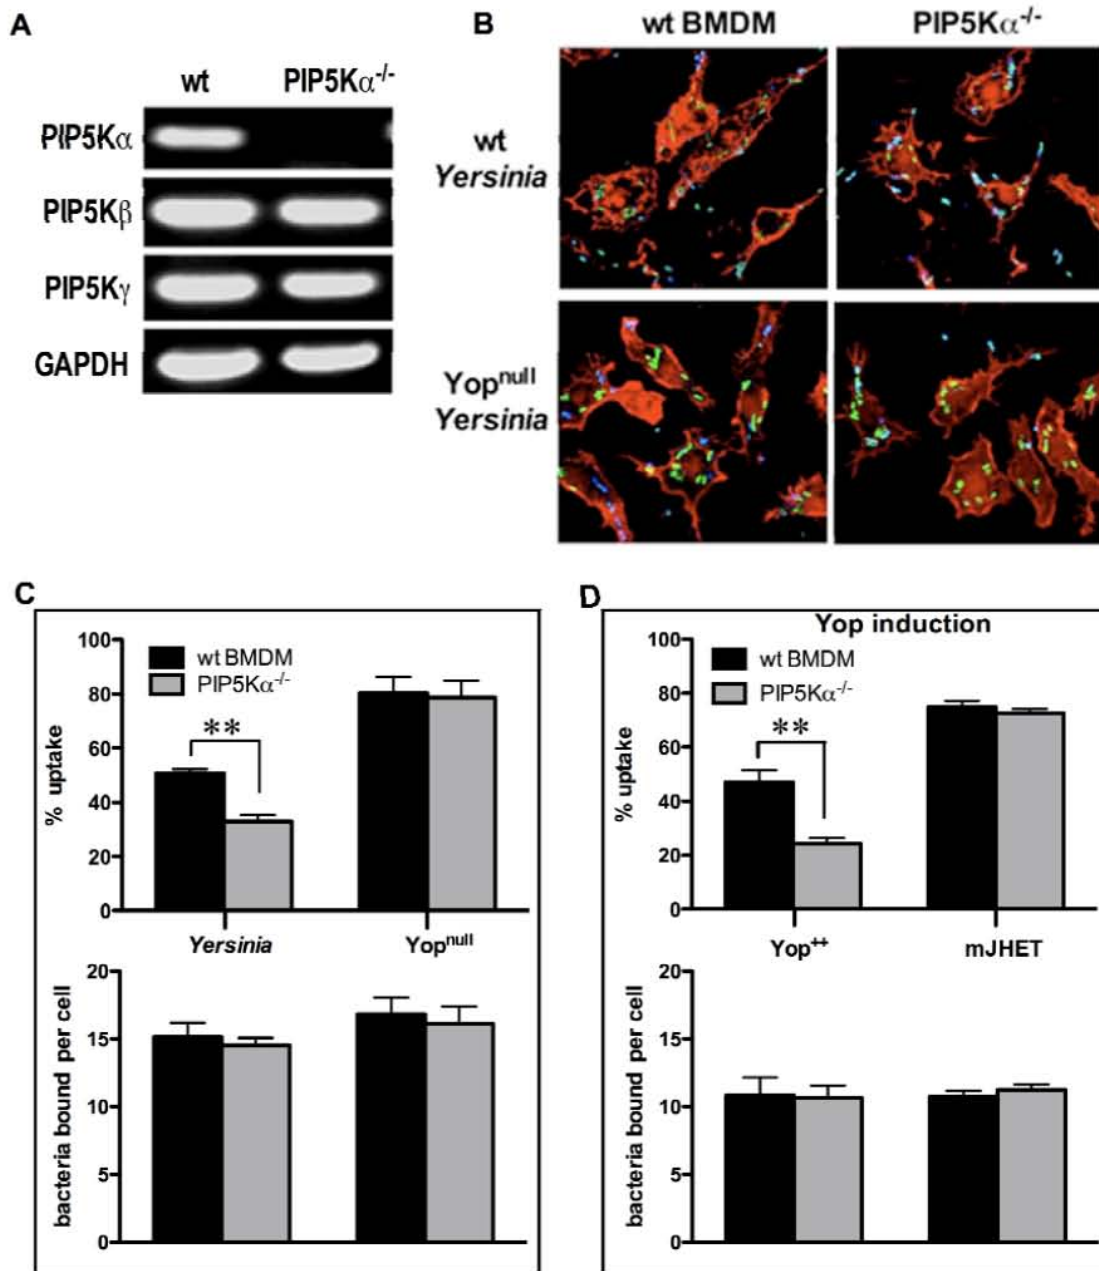 A
wt PIP5Kα-/-
PIP5Kα
PIP5Kβ
PIP5Kγ
GAPDH
B
wt BMDM PIP5Kα-/-
wt
Yersinia
Yopnull
Yersinia
C
100
80
60
40
20
0
% uptake
wt BMDM
PIP5Kα-/-
**
Yersinia Yopnull
20
15
10
5
0
bacteria bound per cell
D
Yop induction
100
80
60
40
20
0
% uptake
wt BMDM
PIP5Kα-/-
**
Yop++ mJHET
20
15
10
5
0
bacteria bound per cell